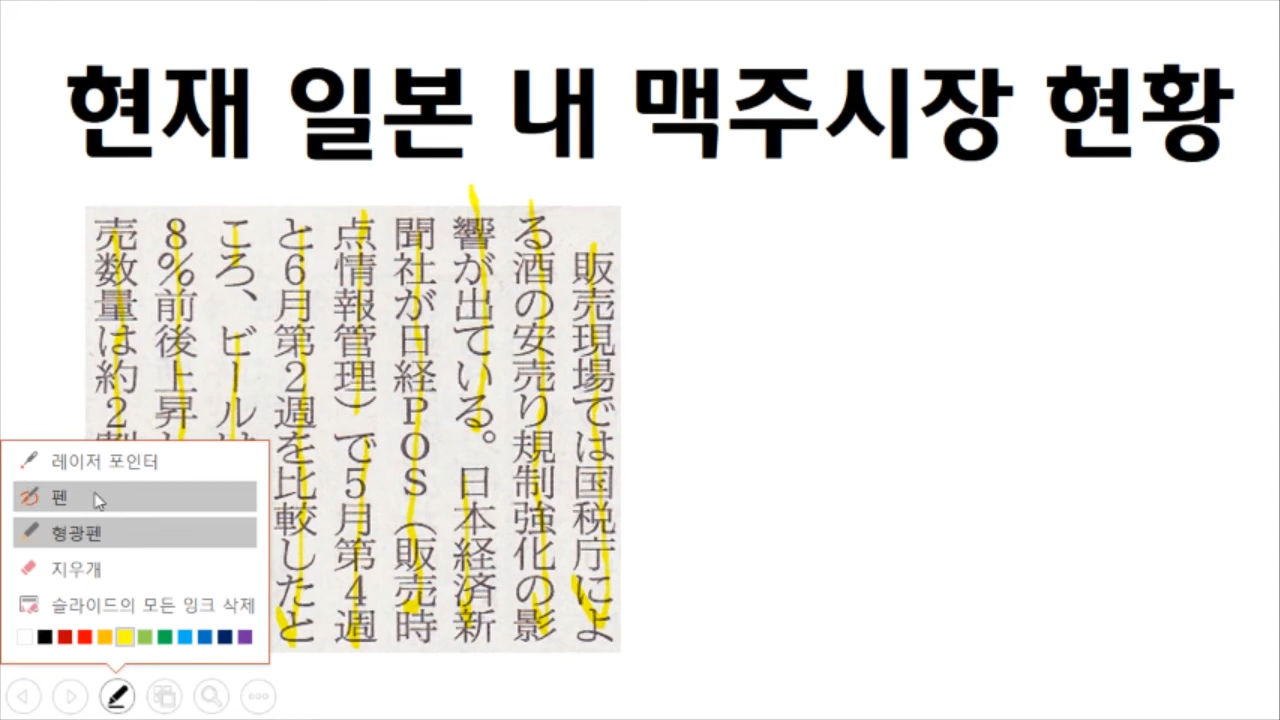 현재 일본 내 맥주시장 현황
販売現場では国税庁によ
る酒の安売り規制強化の影
響が出ている。日本経済新
聞社が日経POS（販売時
点情報管理）で5月第4週
と6月第2週を比較したと
ころ、ビール
8％前後上昇
売数量は約2
레이저 포인터
펜
형광펜
지우개
슬라이드의 모든 잉크 삭제